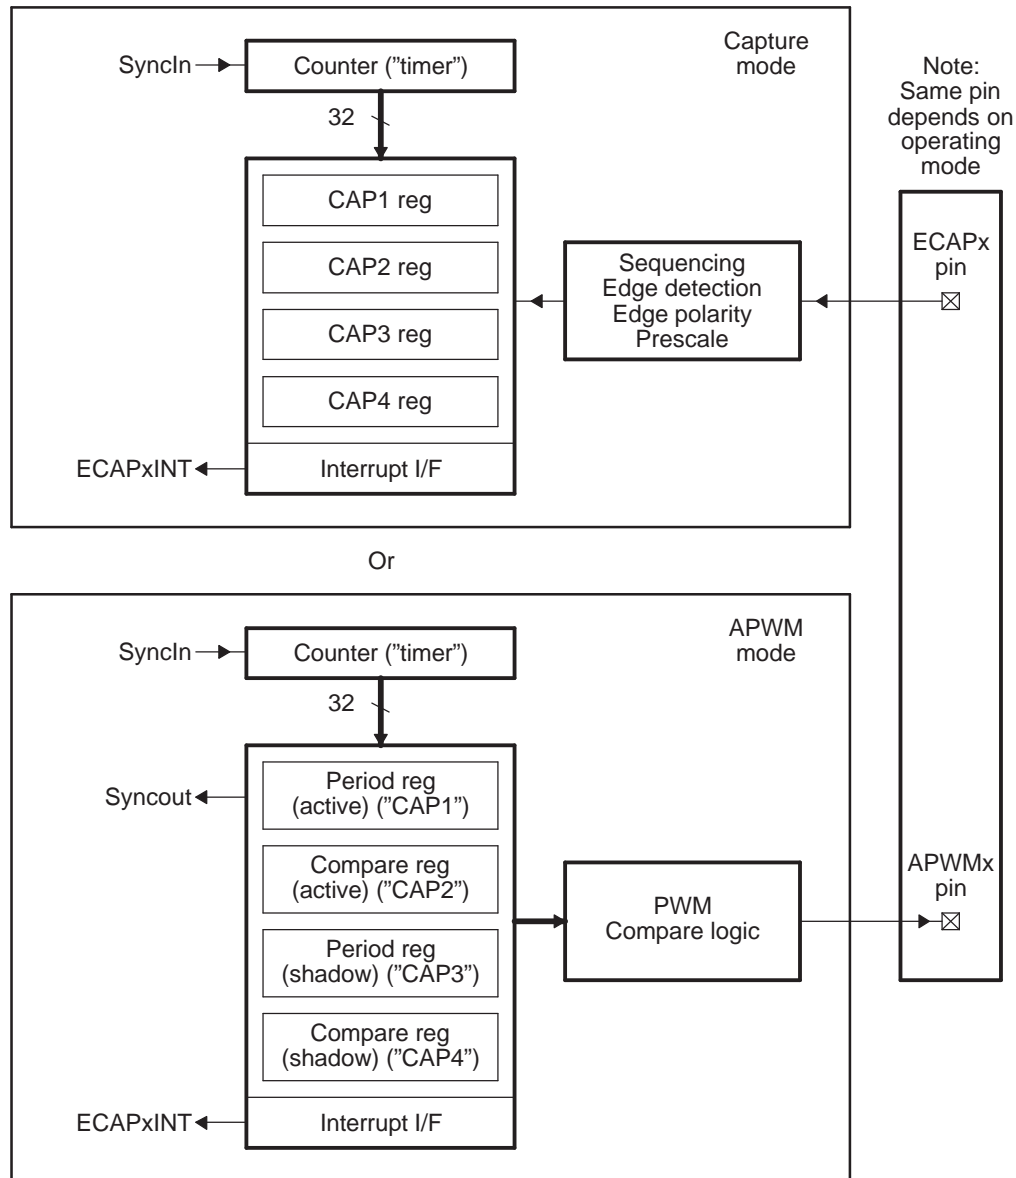 Capture
mode
SyncIn
Counter (”timer”)
32
CAP1 reg
CAP2 reg
CAP3 reg
CAP4 reg
Interrupt I/F
ECAPxINT
Sequencing
Edge detection
Edge polarity
Prescale
Note:
Same pin
depends on
operating
mode
ECAPx
pin
Or
APWM
mode
SyncIn
Counter (”timer”)
32
Syncout
Period reg
(active) (”CAP1”)
Compare reg
(active) (”CAP2”)
Period reg
(shadow) (”CAP3”)
Compare reg
(shadow) (”CAP4”)
Interrupt I/F
ECAPxINT
PWM
Compare logic
APWMx
pin